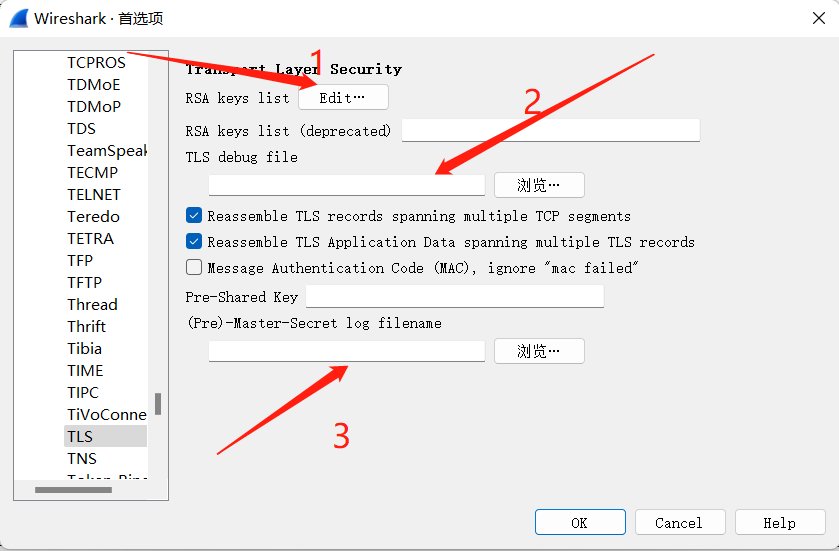 Wireshark · 首选项
TCPROS
TDMoE
TDMoP
TDS
TeamSpeak
TECMP
TELNET
Teredo
TETRA
TFP
TFTP
Thread
Thrift
Tibia
TIME
TIPC
TiVoConne
TLS
TNS
1
Transport Layer Security
RSA keys list Edit…
2
RSA keys list (deprecated)
TLS debug file
浏览…
Reassemble TLS records spanning multiple TCP segments
Reassemble TLS Application Data spanning multiple TLS records
Message Authentication Code (MAC), ignore "mac failed"
Pre-Shared Key
(Pre)-Master-Secret log filename
浏览…
3
OK Cancel Help